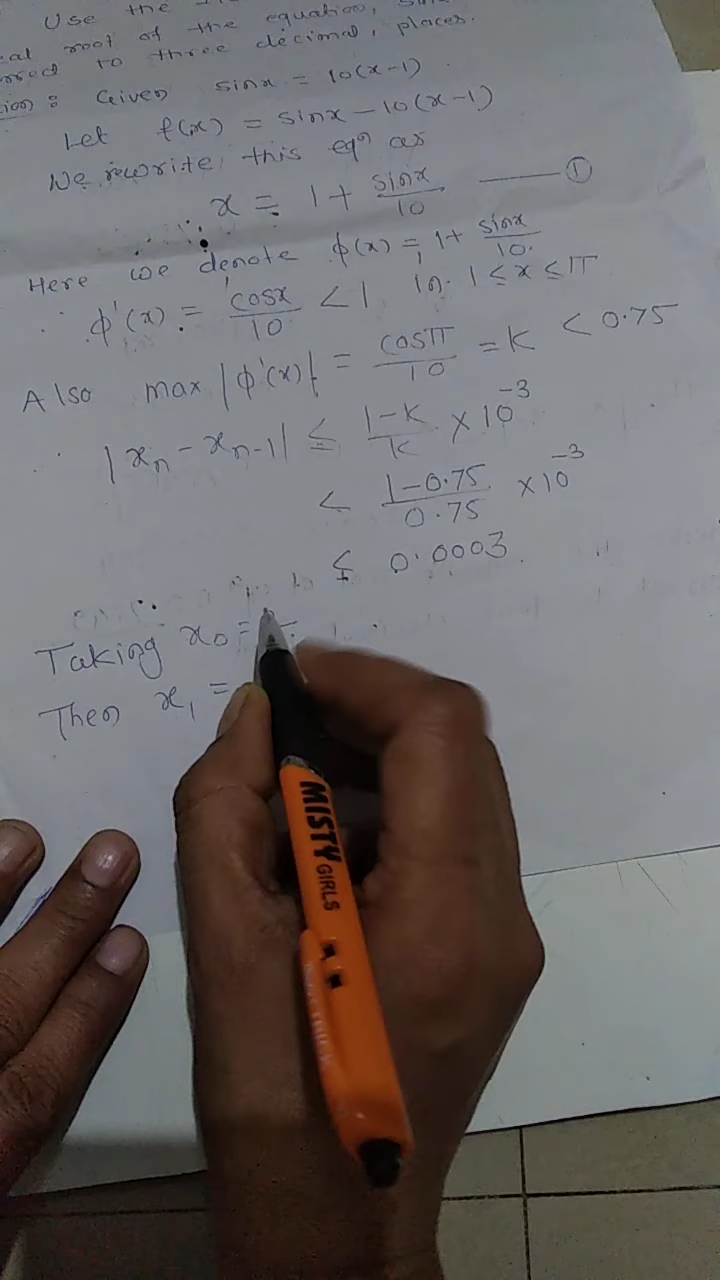 Use the
real root of the equation,
to three decimal, places.
Given sinx = 10(x-1)
Let f(x) = sinx - 10(x-1)
We rewrite this eqn as
∴ x = 1 + sinx/10 ——— ①
Here we denote ϕ(x) = 1 + sinx/10
∴ ϕ'(x) = cosx/10 < 1 in 1 ≤ x ≤ π
Also max |ϕ'(x)| = cosπ/10 = K < 0.75
∴ |xn - xn-1| ≤ 1-K/K × 10^-3
< 1-0.75/0.75 × 10^-3
≤ 0.0003
Taking x0 =
Then x1 =
MISTY GIRLS